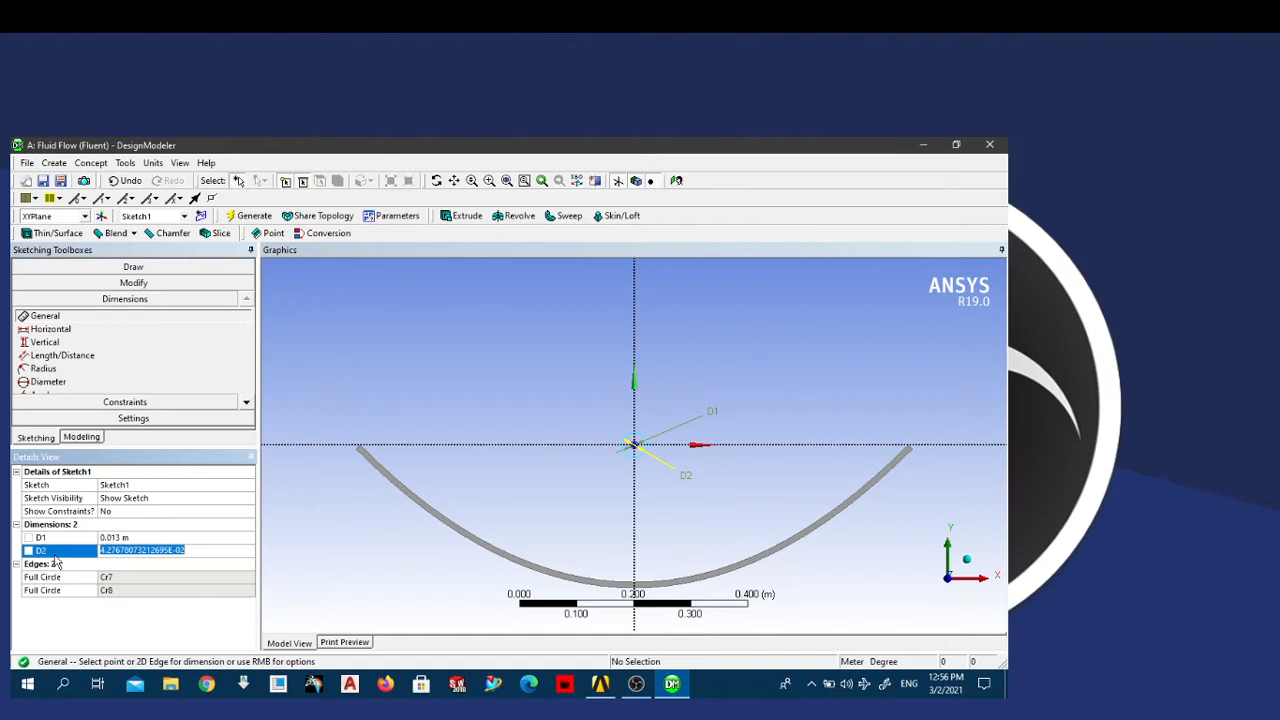 A: Fluid Flow (Fluent) - DesignModeler
File Create Concept Tools Units View Help
Undo Redo Select:
XYPlane Sketch1 Generate Share Topology Parameters Extrude Revolve Sweep Skin/Loft
Thin/Surface Blend Chamfer Slice Point Conversion
Sketching Toolboxes
Draw
Modify
Dimensions
General
Horizontal
Vertical
Length/Distance
Radius
Diameter
Constraints
Settings
Sketching Modeling
Details View
Details of Sketch1
Sketch Sketch1
Sketch Visibility Show Sketch
Show Constraints? No
Dimensions: 2
D1 0.013 m
D2 4.27678073212695E-02
Edges: 2
Full Circle Cr7
Full Circle Cr8
Graphics
ANSYS
R19.0
D1
D2
Y
Z
X
0.000 0.200 0.400 (m)
0.100 0.300
Model View Print Preview
General -- Select point or 2D Edge for dimension or use RMB for options No Selection Meter Degree 0 0
ENG
12:56 PM
3/2/2021